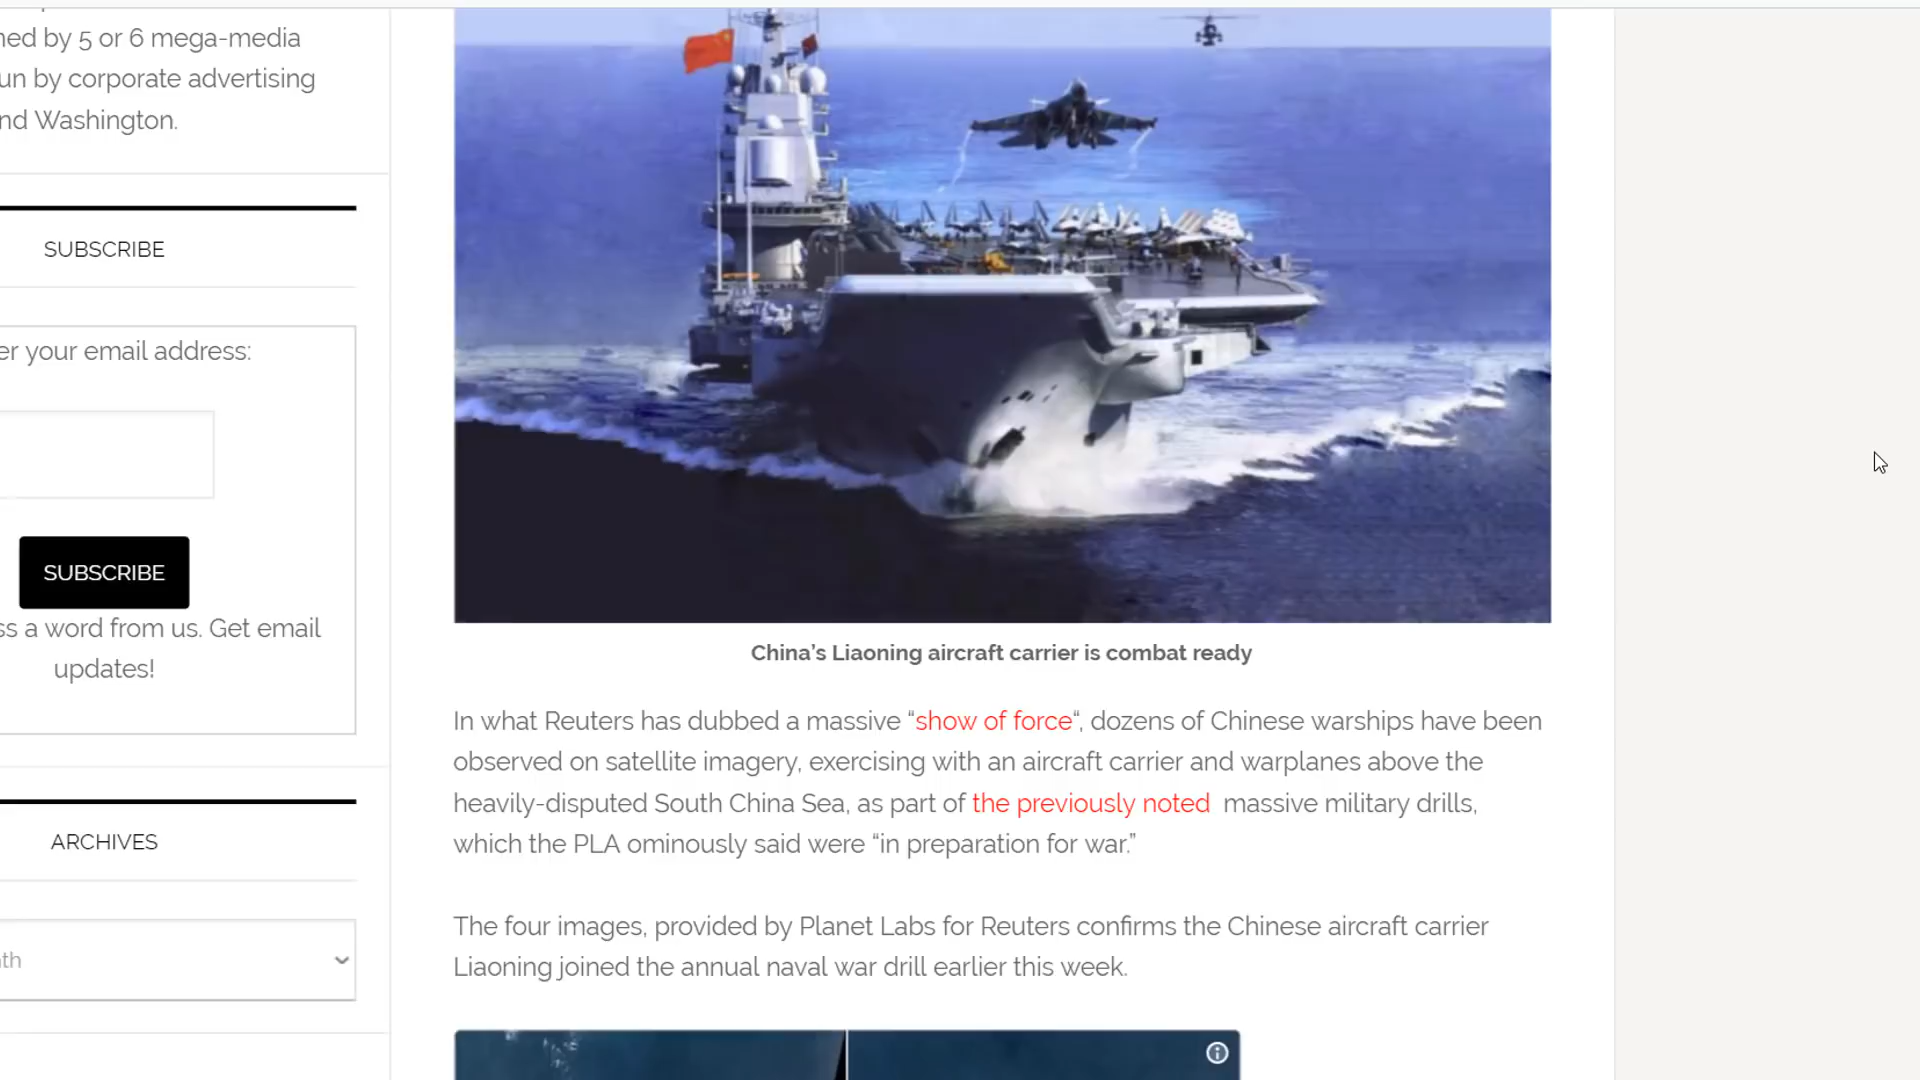 ned by 5 or 6 mega-media
un by corporate advertising
nd Washington.
SUBSCRIBE
er your email address:
SUBSCRIBE
ss a word from us. Get email
updates!
ARCHIVES
nth
China's Liaoning aircraft carrier is combat ready
In what Reuters has dubbed a massive “show of force“, dozens of Chinese warships have been
observed on satellite imagery, exercising with an aircraft carrier and warplanes above the
heavily-disputed South China Sea, as part of the previously noted massive military drills,
which the PLA ominously said were “in preparation for war.”
The four images, provided by Planet Labs for Reuters confirms the Chinese aircraft carrier
Liaoning joined the annual naval war drill earlier this week.